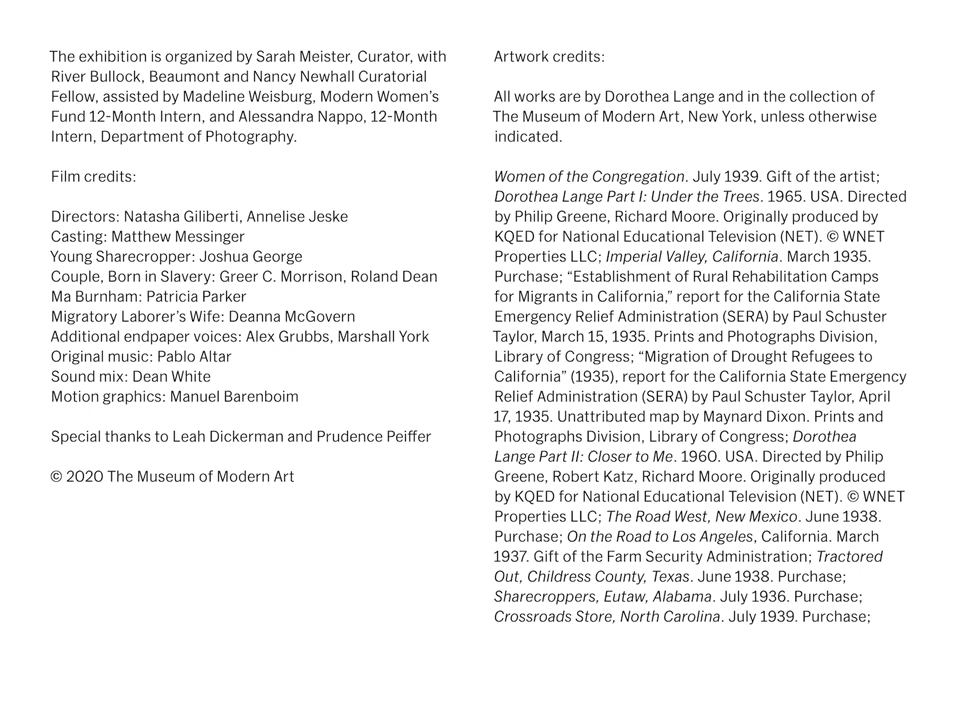 The exhibition is organized by Sarah Meister, Curator, with
River Bullock, Beaumont and Nancy Newhall Curatorial
Fellow, assisted by Madeline Weisburg, Modern Women’s
Fund 12-Month Intern, and Alessandra Nappo, 12-Month
Intern, Department of Photography.
Film credits:
Directors: Natasha Giliberti, Annelise Jeske
Casting: Matthew Messinger
Young Sharecropper: Joshua George
Couple, Born in Slavery: Greer C. Morrison, Roland Dean
Ma Burnham: Patricia Parker
Migratory Laborer’s Wife: Deanna McGovern
Additional endpaper voices: Alex Grubbs, Marshall York
Original music: Pablo Altar
Sound mix: Dean White
Motion graphics: Manuel Barenboim
Special thanks to Leah Dickerman and Prudence Peiffer
© 2020 The Museum of Modern Art
Artwork credits:
All works are by Dorothea Lange and in the collection of
The Museum of Modern Art, New York, unless otherwise
indicated.
Women of the Congregation. July 1939. Gift of the artist;
Dorothea Lange Part I: Under the Trees. 1965. USA. Directed
by Philip Greene, Richard Moore. Originally produced by
KQED for National Educational Television (NET). © WNET
Properties LLC; Imperial Valley, California. March 1935.
Purchase; “Establishment of Rural Rehabilitation Camps
for Migrants in California,” report for the California State
Emergency Relief Administration (SERA) by Paul Schuster
Taylor, March 15, 1935. Prints and Photographs Division,
Library of Congress; “Migration of Drought Refugees to
California” (1935), report for the California State Emergency
Relief Administration (SERA) by Paul Schuster Taylor, April
17, 1935. Unattributed map by Maynard Dixon. Prints and
Photographs Division, Library of Congress; Dorothea
Lange Part II: Closer to Me. 1960. USA. Directed by Philip
Greene, Robert Katz, Richard Moore. Originally produced
by KQED for National Educational Television (NET). © WNET
Properties LLC; The Road West, New Mexico. June 1938.
Purchase; On the Road to Los Angeles, California. March
1937. Gift of the Farm Security Administration; Tractored
Out, Childress County, Texas. June 1938. Purchase;
Sharecroppers, Eutaw, Alabama. July 1936. Purchase;
Crossroads Store, North Carolina. July 1939. Purchase;